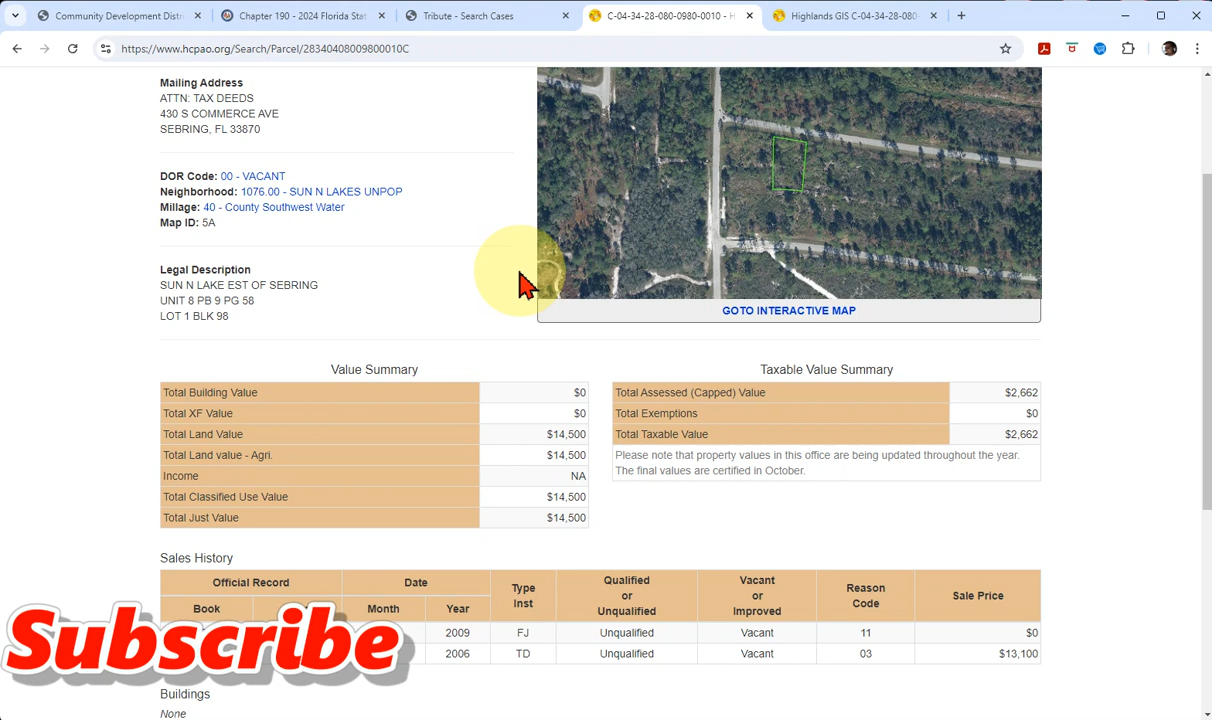 Community Development Distri
Chapter 190 - 2024 Florida Stat
Tribute - Search Cases
C-04-34-28-080-0980-0010 - H
Highlands GIS C-04-34-28-080-
https://www.hcpao.org/Search/Parcel/28340408009800010C
Mailing Address
ATTN: TAX DEEDS
430 S COMMERCE AVE
SEBRING, FL 33870
DOR Code: 00 - VACANT
Neighborhood: 1076.00 - SUN N LAKES UNPOP
Millage: 40 - County Southwest Water
Map ID: 5A
Legal Description
SUN N LAKE EST OF SEBRING
UNIT 8 PB 9 PG 58
LOT 1 BLK 98
GOTO INTERACTIVE MAP
Value Summary
Total Building Value $0
Total XF Value $0
Total Land Value $14,500
Total Land value - Agri. $14,500
Income NA
Total Classified Use Value $14,500
Total Just Value $14,500
Taxable Value Summary
Total Assessed (Capped) Value $2,662
Total Exemptions $0
Total Taxable Value $2,662
Please note that property values in this office are being updated throughout the year.
The final values are certified in October.
Sales History
Official Record Date Type Inst Qualified or Unqualified Vacant or Improved Reason Code Sale Price
Book Month Year
2009 FJ Unqualified Vacant 11 $0
2006 TD Unqualified Vacant 03 $13,100
Subscribe
Buildings
None